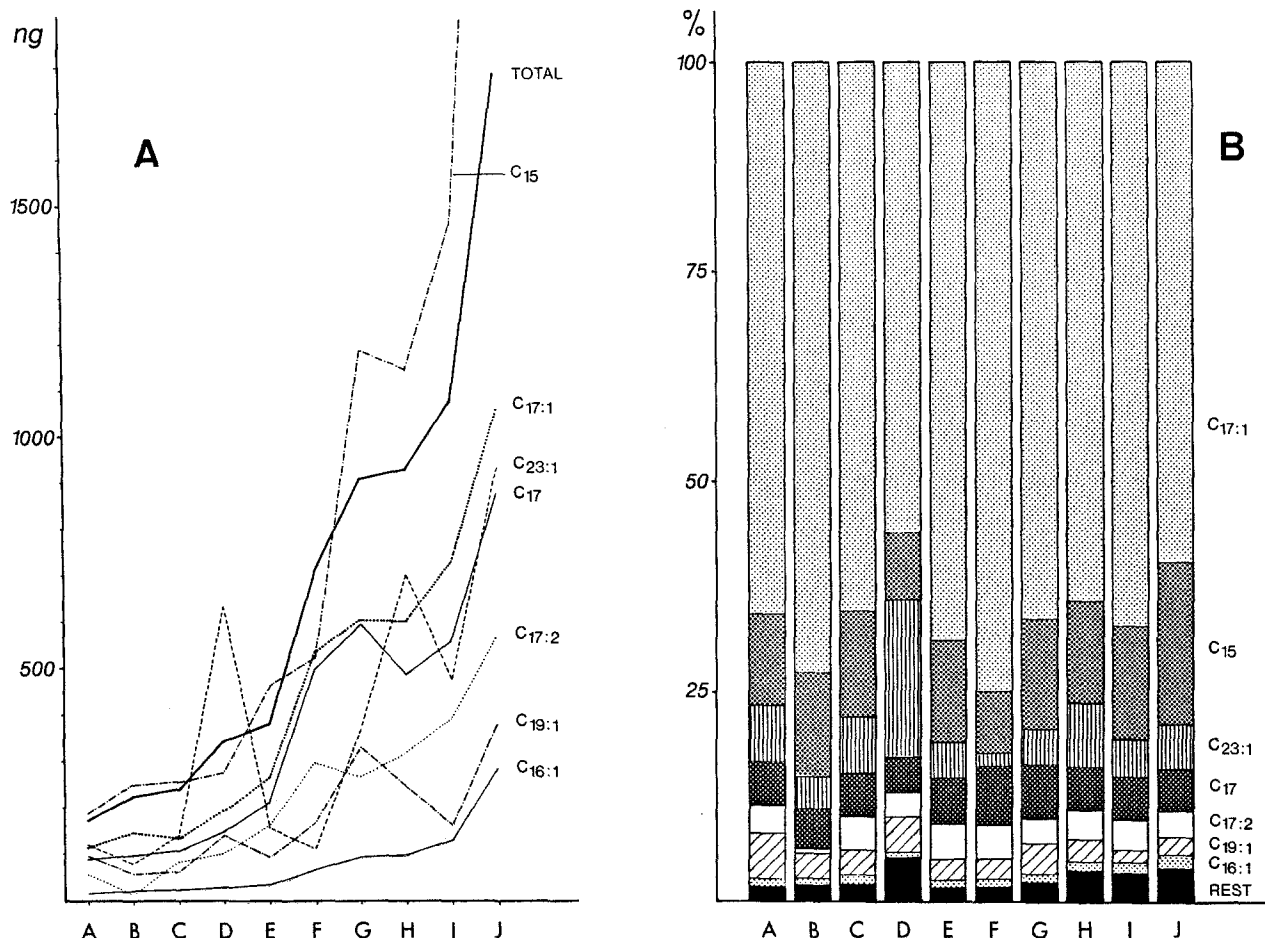 ng
A
1500
1000
500
TOTAL
C15
C17:1
C23:1
C17
C17:2
C19:1
C16:1
A B C D E F G H I J
%
B
100
75
50
25
C17:1
C15
C23:1
C17
C17:2
C19:1
C16:1
REST
A B C D E F G H I J